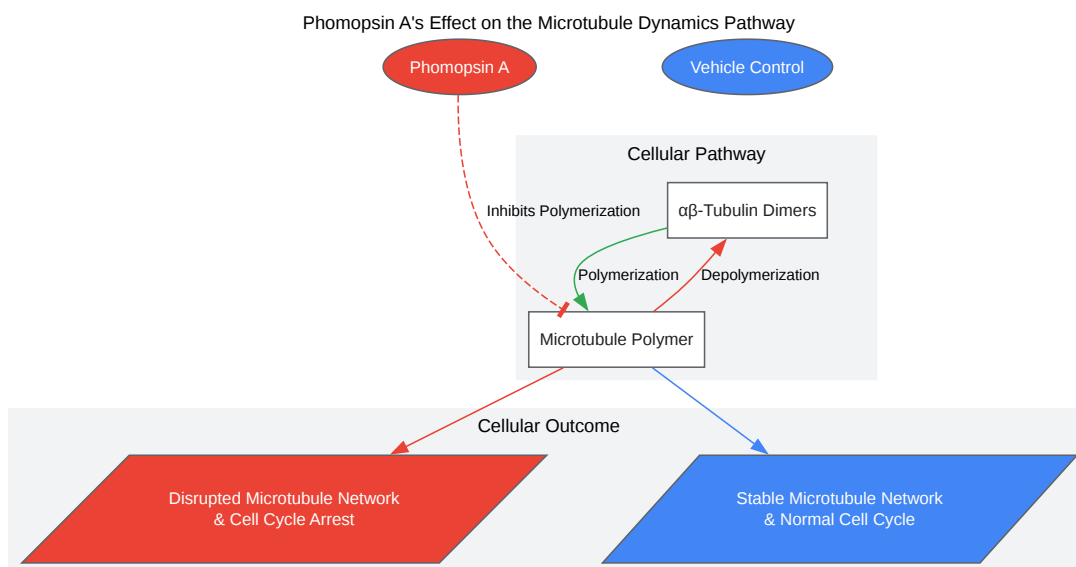 Phomopsin A's Effect on the Microtubule Dynamics Pathway
Phomopsin A
Vehicle Control
Cellular Pathway
αβ-Tubulin Dimers
Inhibits Polymerization
Polymerization
Depolymerization
Microtubule Polymer
Cellular Outcome
Disrupted Microtubule Network
& Cell Cycle Arrest
Stable Microtubule Network
& Normal Cell Cycle